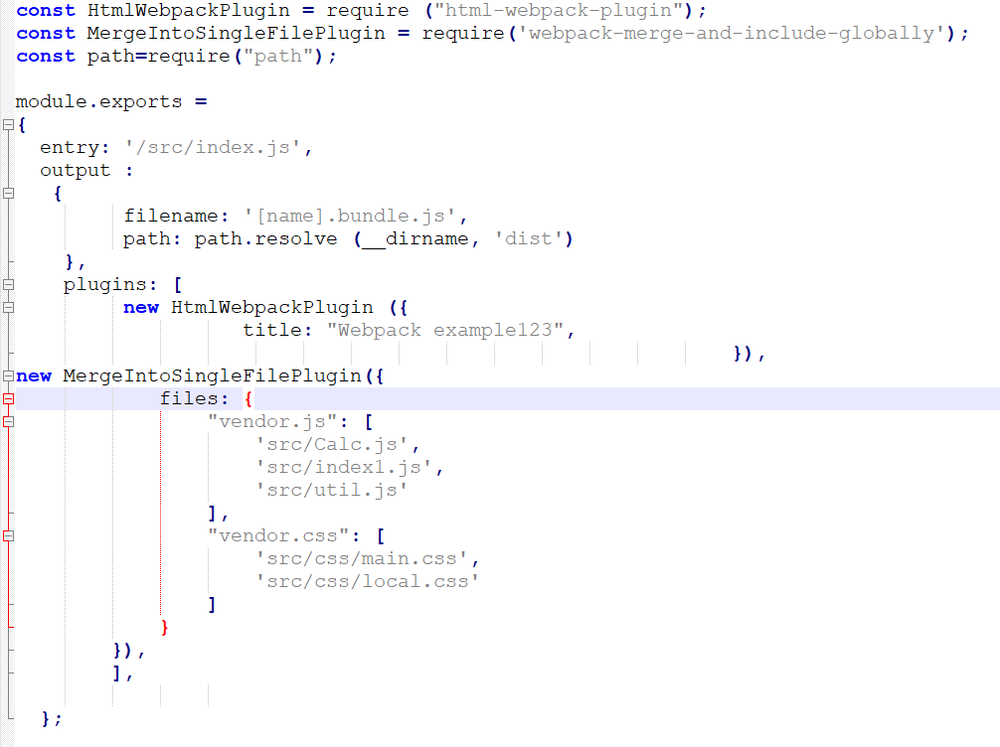 const HtmlWebpackPlugin = require ("html-webpack-plugin");
const MergeIntoSingleFilePlugin = require('webpack-merge-and-include-globally');
const path=require("path");
module.exports =
{
entry: '/src/index.js',
output :
{
filename: '[name].bundle.js',
path: path.resolve (__dirname, 'dist')
},
plugins: [
new HtmlWebpackPlugin ({
title: "Webpack example123",
}),
new MergeIntoSingleFilePlugin({
files: {
"vendor.js": [
'src/Calc.js',
'src/index1.js',
'src/util.js'
],
"vendor.css": [
'src/css/main.css',
'src/css/local.css'
]
}
}),
],
};